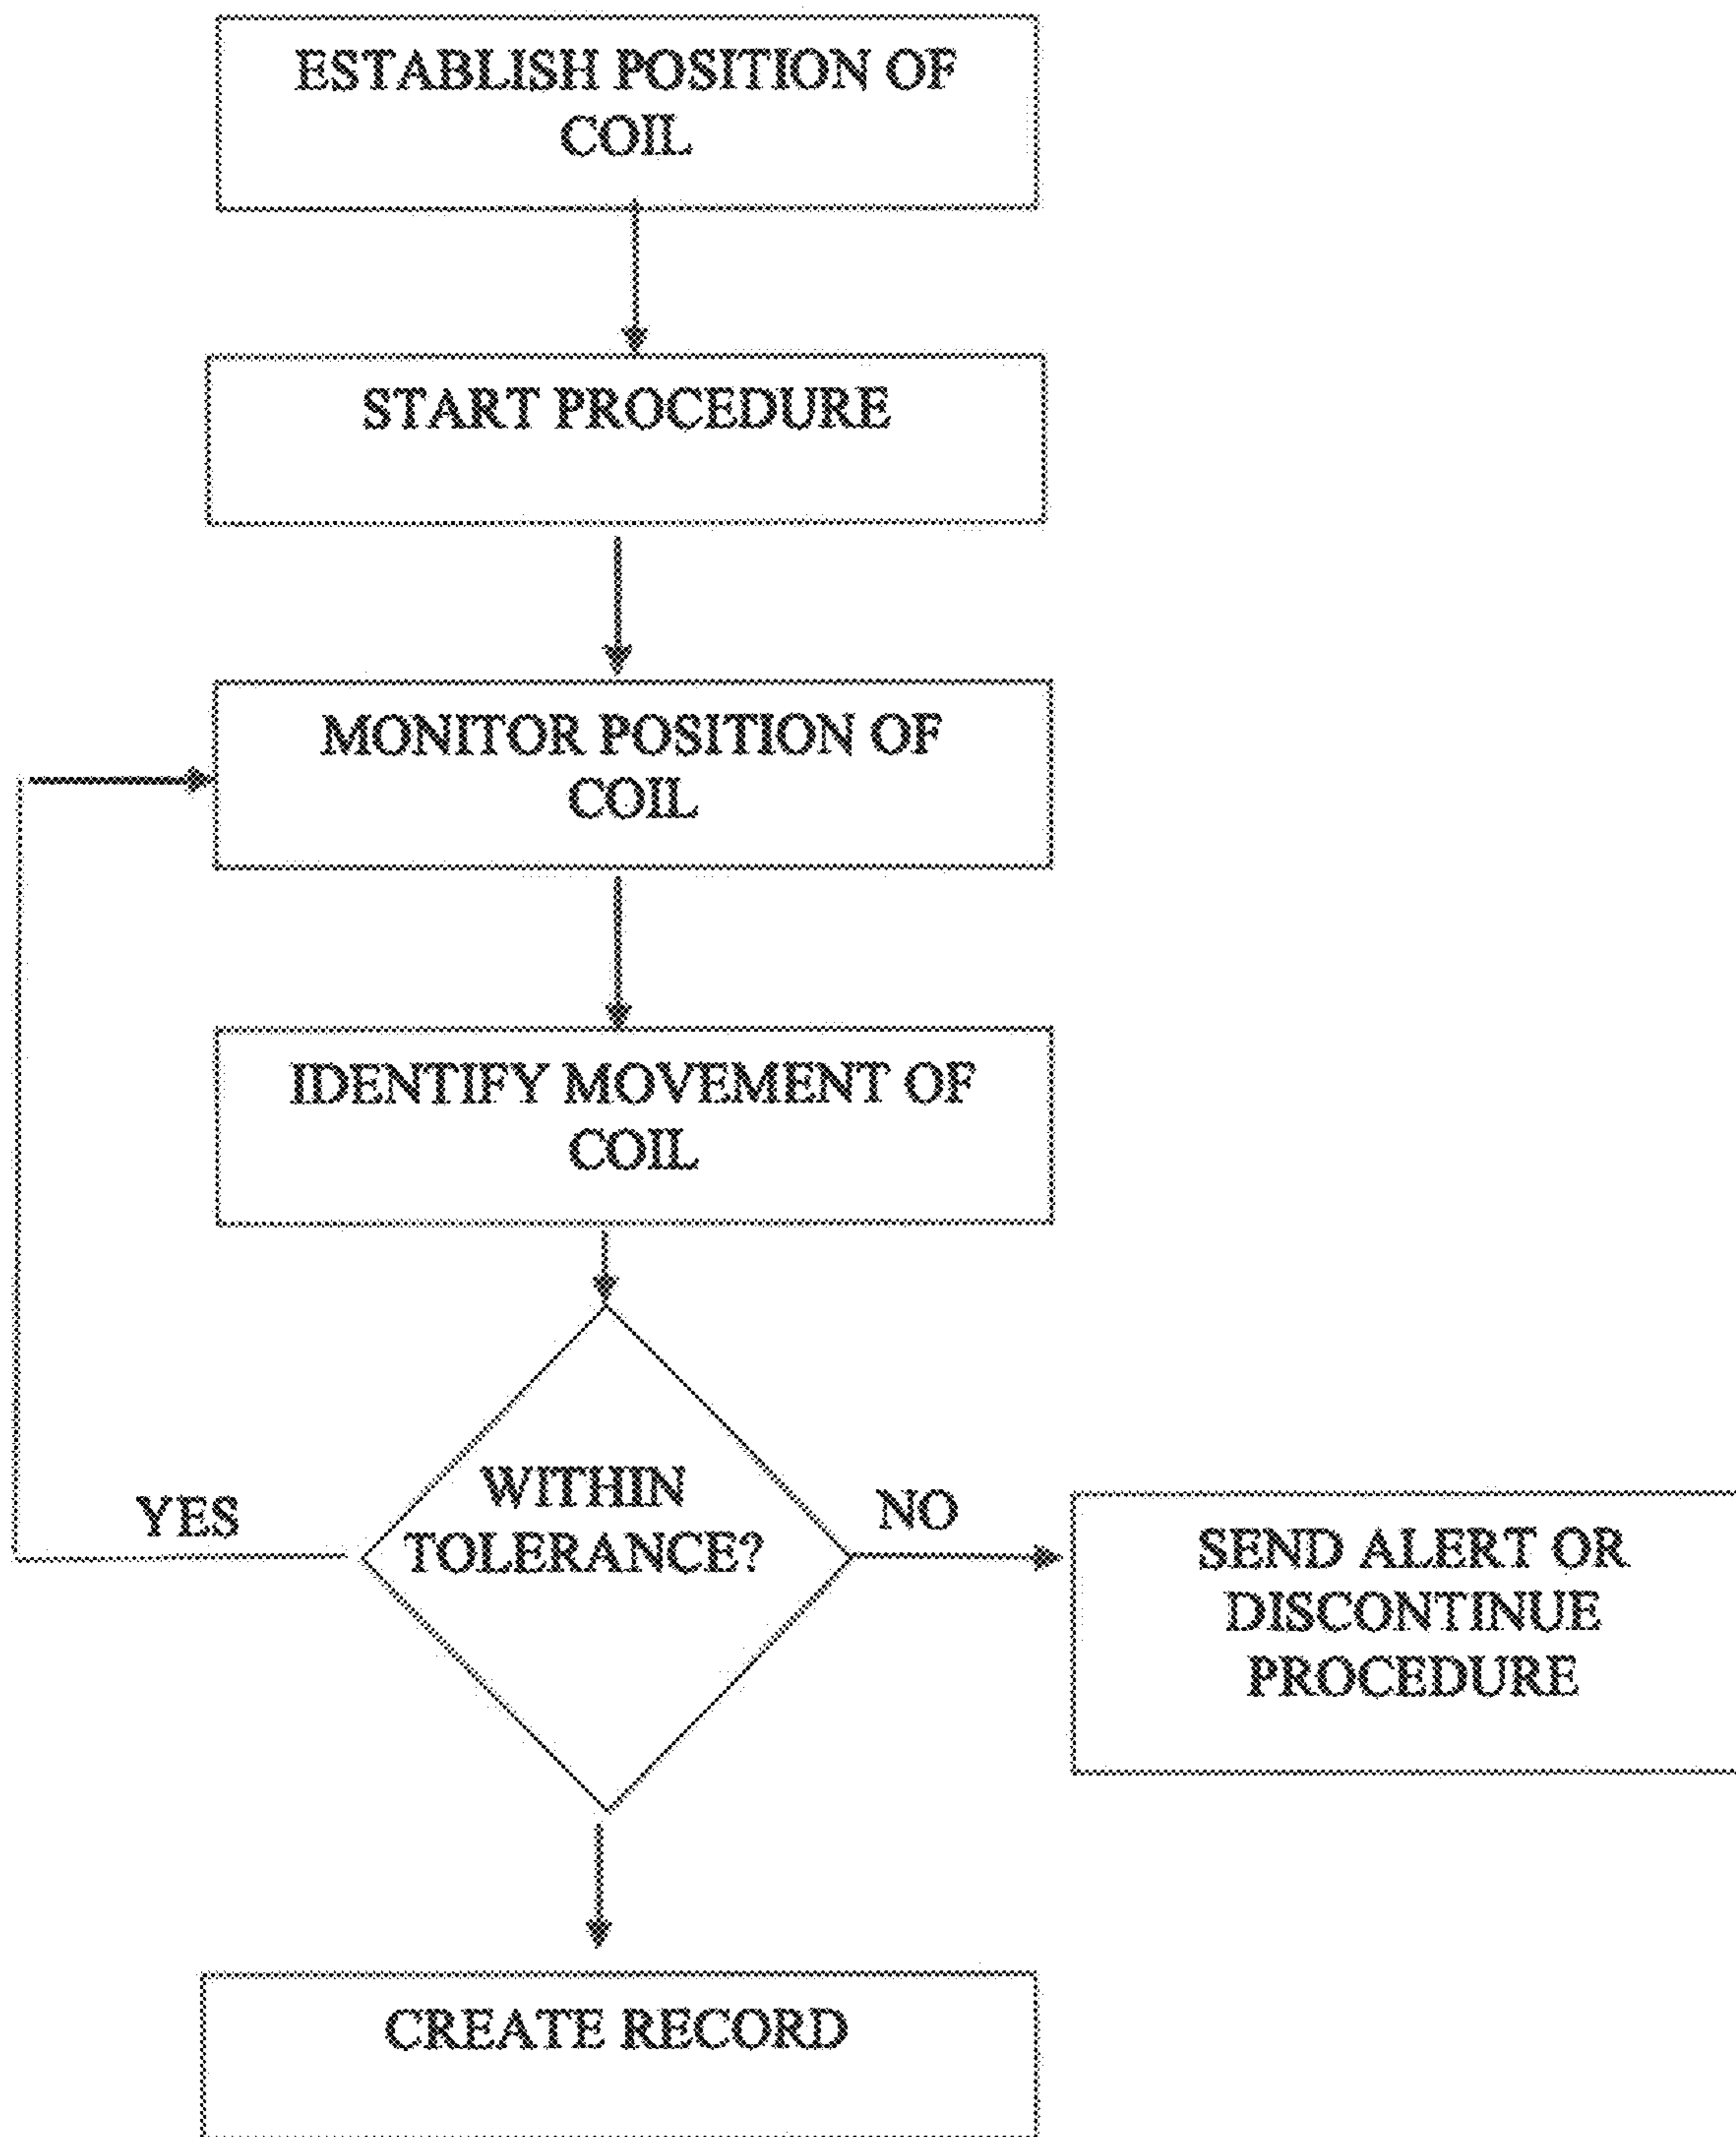 ESTABLISH POSITION OF
COIL
START PROCEDURE
MONITOR POSITION OF
COIL
IDENTIFY MOVEMENT OF
COIL
WITHIN
TOLERANCE?
YES
NO
SEND ALERT OR
DISCONTINUE
PROCEDURE
CREATE RECORD